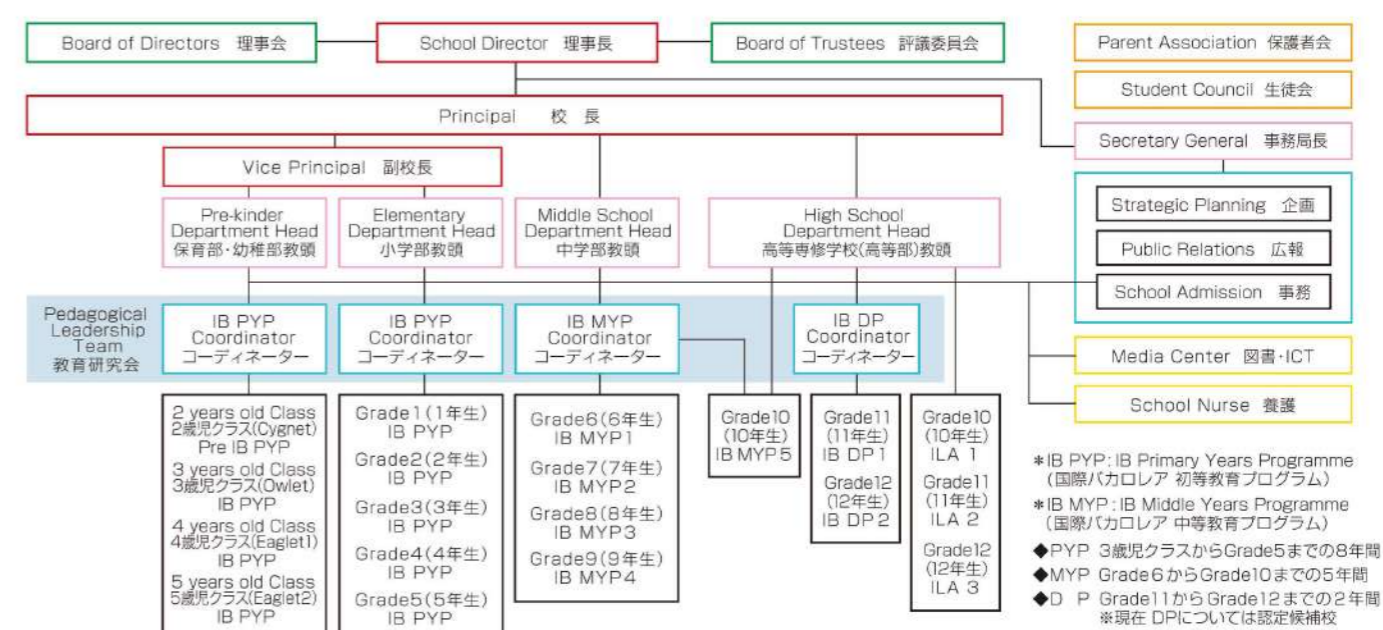 Board of Directors 理事会
School Director 理事長
Board of Trustees 評議委員会
Parent Association 保護者会
Student Council 生徒会
Principal 校 長
Secretary General 事務局長
Vice Principal 副校長
Strategic Planning 企画
Public Relations 広報
School Admission 事務
Pre-kinder
Department Head
保育部・幼稚部教頭
Elementary
Department Head
小学部教頭
Middle School
Department Head
中学部教頭
High School
Department Head
高等専修学校(高等部)教頭
Pedagogical
Leadership
Team
教育研究会
IB PYP
Coordinator
コーディネーター
IB PYP
Coordinator
コーディネーター
IB MYP
Coordinator
コーディネーター
IB DP
Coordinator
コーディネーター
Media Center 図書・ICT
School Nurse 養護
2 years old Class
2歳児クラス(Cygnet)
Pre IB PYP
3 years old Class
3歳児クラス(Owlet)
IB PYP
4 years old Class
4歳児クラス(Eaglet1)
IB PYP
5 years old Class
5歳児クラス(Eaglet2)
IB PYP
Grade1(1年生)
IB PYP
Grade2(2年生)
IB PYP
Grade3(3年生)
IB PYP
Grade4(4年生)
IB PYP
Grade5(5年生)
IB PYP
Grade6(6年生)
IB MYP1
Grade7(7年生)
IB MYP2
Grade8(8年生)
IB MYP3
Grade9(9年生)
IB MYP4
Grade10
(10年生)
IB MYP5
Grade11
(11年生)
IB DP1
Grade12
(12年生)
IB DP2
Grade10
(10年生)
ILA 1
Grade11
(11年生)
ILA 2
Grade12
(12年生)
ILA 3
*IB PYP: IB Primary Years Programme
(国際バカロレア 初等教育プログラム)
*IB MYP: IB Middle Years Programme
(国際バカロレア 中等教育プログラム)
◆PYP 3歳児クラスからGrade5までの8年間
◆MYP Grade6からGrade10までの5年間
◆D P Grade11からGrade12までの2年間
※現在 DPについては認定候補校